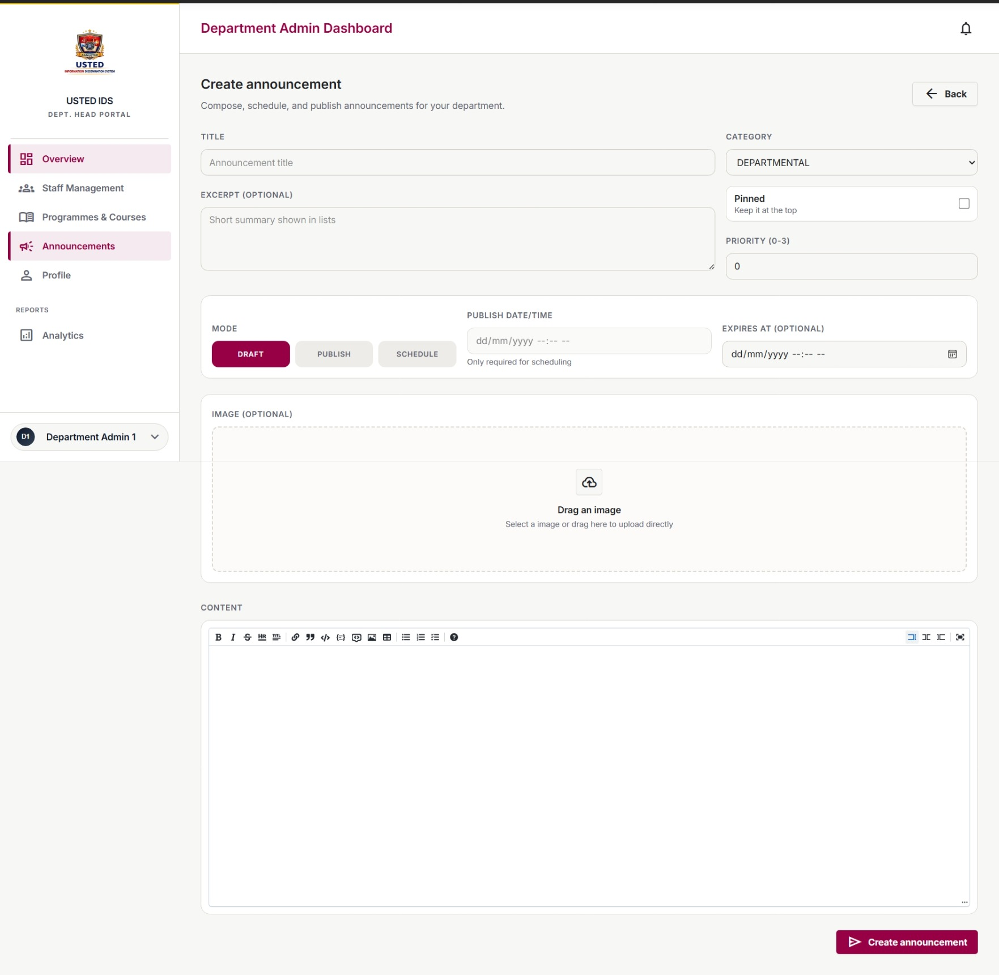 AAMUSTED
USTED
INFORMATION DISSEMINATION SYSTEM
USTED IDS
DEPT. HEAD PORTAL
Overview
Staff Management
Programmes & Courses
Announcements
Profile
REPORTS
Analytics
D1
Department Admin 1
Department Admin Dashboard
Create announcement
Compose, schedule, and publish announcements for your department.
Back
TITLE
Announcement title
CATEGORY
DEPARTMENTAL
EXCERPT (OPTIONAL)
Short summary shown in lists
Pinned
Keep it at the top
PRIORITY (0-3)
0
MODE
DRAFT
PUBLISH
SCHEDULE
PUBLISH DATE/TIME
dd/mm/yyyy --:-- --
Only required for scheduling
EXPIRES AT (OPTIONAL)
dd/mm/yyyy --:-- --
IMAGE (OPTIONAL)
Drag an image
Select a image or drag here to upload directly
CONTENT
B I S HR
Create announcement